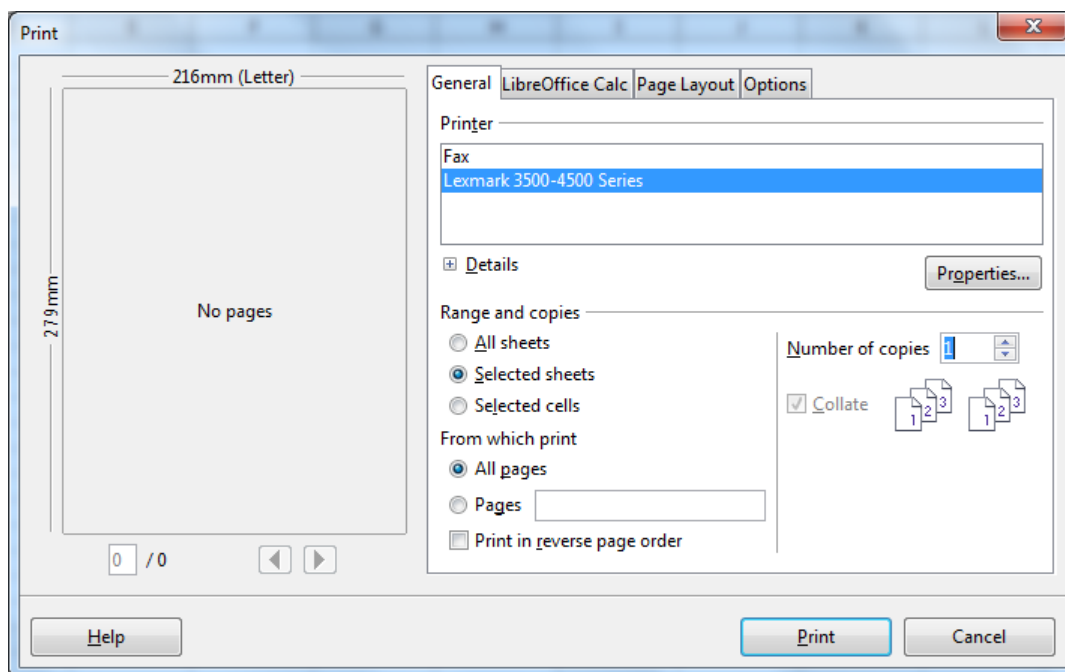 Print
216mm (Letter)
279mm
No pages
0 / 0
General LibreOffice Calc Page Layout Options
Printer
Fax
Lexmark 3500-4500 Series
Details
Properties...
Range and copies
All sheets
Selected sheets
Selected cells
From which print
All pages
Pages
Print in reverse page order
Number of copies 1
Collate 1 2 3 1 2 3
Help
Print
Cancel